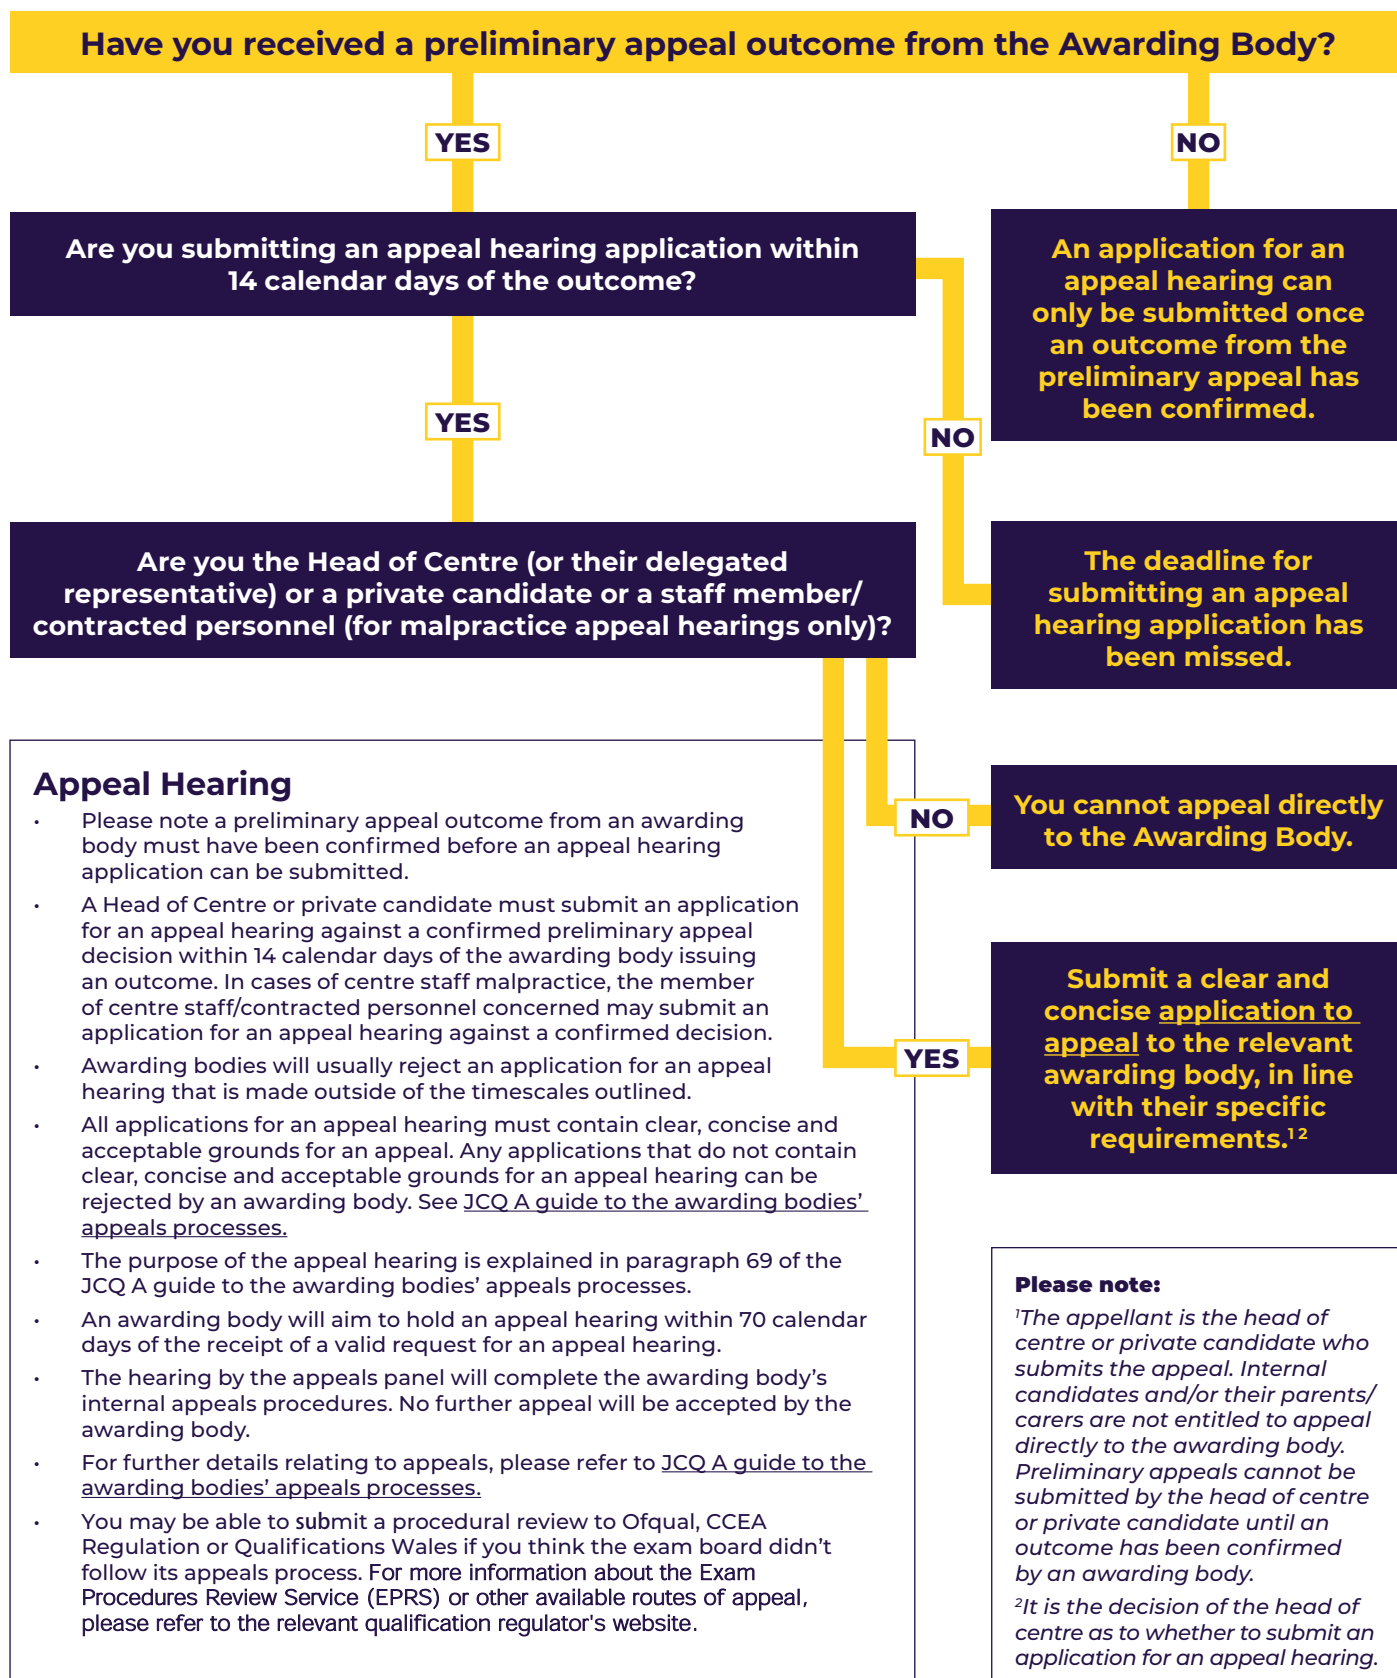 Have you received a preliminary appeal outcome from the Awarding Body?
YES
NO
Are you submitting an appeal hearing application within
14 calendar days of the outcome?
An application for an
appeal hearing can
only be submitted once
an outcome from the
preliminary appeal has
been confirmed.
YES
NO
Are you the Head of Centre (or their delegated
representative) or a private candidate or a staff member/
contracted personnel (for malpractice appeal hearings only)?
The deadline for
submitting an appeal
hearing application has
been missed.
NO
You cannot appeal directly
to the Awarding Body.
YES
Submit a clear and
concise application to
appeal to the relevant
awarding body, in line
with their specific
requirements.¹ ²
Appeal Hearing
• Please note a preliminary appeal outcome from an awarding
body must have been confirmed before an appeal hearing
application can be submitted.
• A Head of Centre or private candidate must submit an application
for an appeal hearing against a confirmed preliminary appeal
decision within 14 calendar days of the awarding body issuing
an outcome. In cases of centre staff malpractice, the member
of centre staff/contracted personnel concerned may submit an
application for an appeal hearing against a confirmed decision.
• Awarding bodies will usually reject an application for an appeal
hearing that is made outside of the timescales outlined.
• All applications for an appeal hearing must contain clear, concise and
acceptable grounds for an appeal. Any applications that do not contain
clear, concise and acceptable grounds for an appeal hearing can be
rejected by an awarding body. See JCQ A guide to the awarding bodies’
appeals processes.
• The purpose of the appeal hearing is explained in paragraph 69 of the
JCQ A guide to the awarding bodies’ appeals processes.
• An awarding body will aim to hold an appeal hearing within 70 calendar
days of the receipt of a valid request for an appeal hearing.
• The hearing by the appeals panel will complete the awarding body’s
internal appeals procedures. No further appeal will be accepted by the
awarding body.
• For further details relating to appeals, please refer to JCQ A guide to the
awarding bodies’ appeals processes.
• You may be able to submit a procedural review to Ofqual, CCEA
Regulation or Qualifications Wales if you think the exam board didn’t
follow its appeals process. For more information about the Exam
Procedures Review Service (EPRS) or other available routes of appeal,
please refer to the relevant qualification regulator's website.
Please note:
¹The appellant is the head of
centre or private candidate who
submits the appeal. Internal
candidates and/or their parents/
carers are not entitled to appeal
directly to the awarding body.
Preliminary appeals cannot be
submitted by the head of centre
or private candidate until an
outcome has been confirmed
by an awarding body.
²It is the decision of the head of
centre as to whether to submit an
application for an appeal hearing.